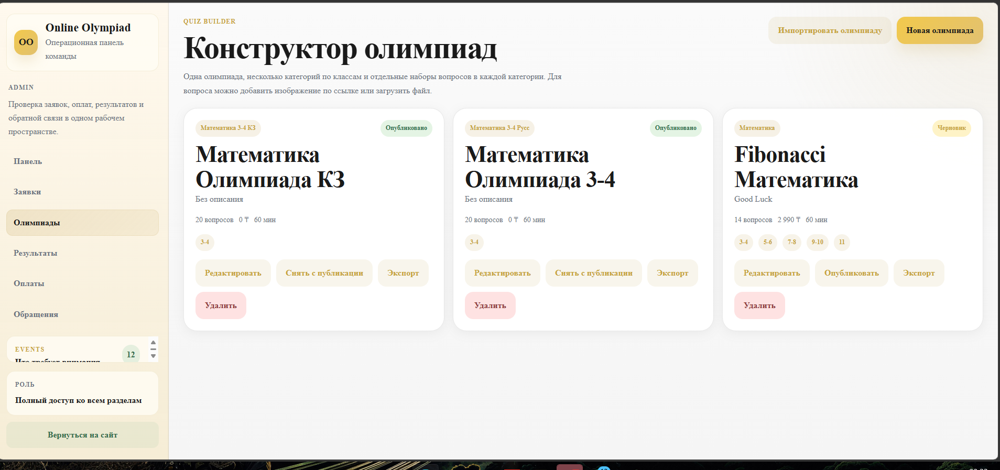 OO
Online Olympiad
Операционная панель
команды
ADMIN
Проверка заявок, оплат, результатов и
обратной связи в одном рабочем
пространстве.
Панель
Заявки
Олимпиады
Результаты
Оплаты
Обращения
EVENTS
12
Что требует внимания
РОЛЬ
Полный доступ ко всем разделам
Вернуться на сайт
QUIZ BUILDER
Конструктор олимпиад
Одна олимпиада, несколько категорий по классам и отдельные наборы вопросов в каждой категории. Для
вопроса можно добавить изображение по ссылке или загрузить файл.
Импортировать олимпиаду
Новая олимпиада
Математика 3-4 КЗ
Опубликовано
Математика
Олимпиада КЗ
Без описания
20 вопросов 0 ₸ 60 мин
3-4
Редактировать
Снять с публикации
Экспорт
Удалить
Математика 3-4 Русс
Опубликовано
Математика
Олимпиада 3-4
Без описания
20 вопросов 0 ₸ 60 мин
3-4
Редактировать
Снять с публикации
Экспорт
Удалить
Математика
Черновик
Fibonacci
Математика
Good Luck
14 вопросов 2 990 ₸ 60 мин
3-4
5-6
7-8
9-10
11
Редактировать
Опубликовать
Экспорт
Удалить